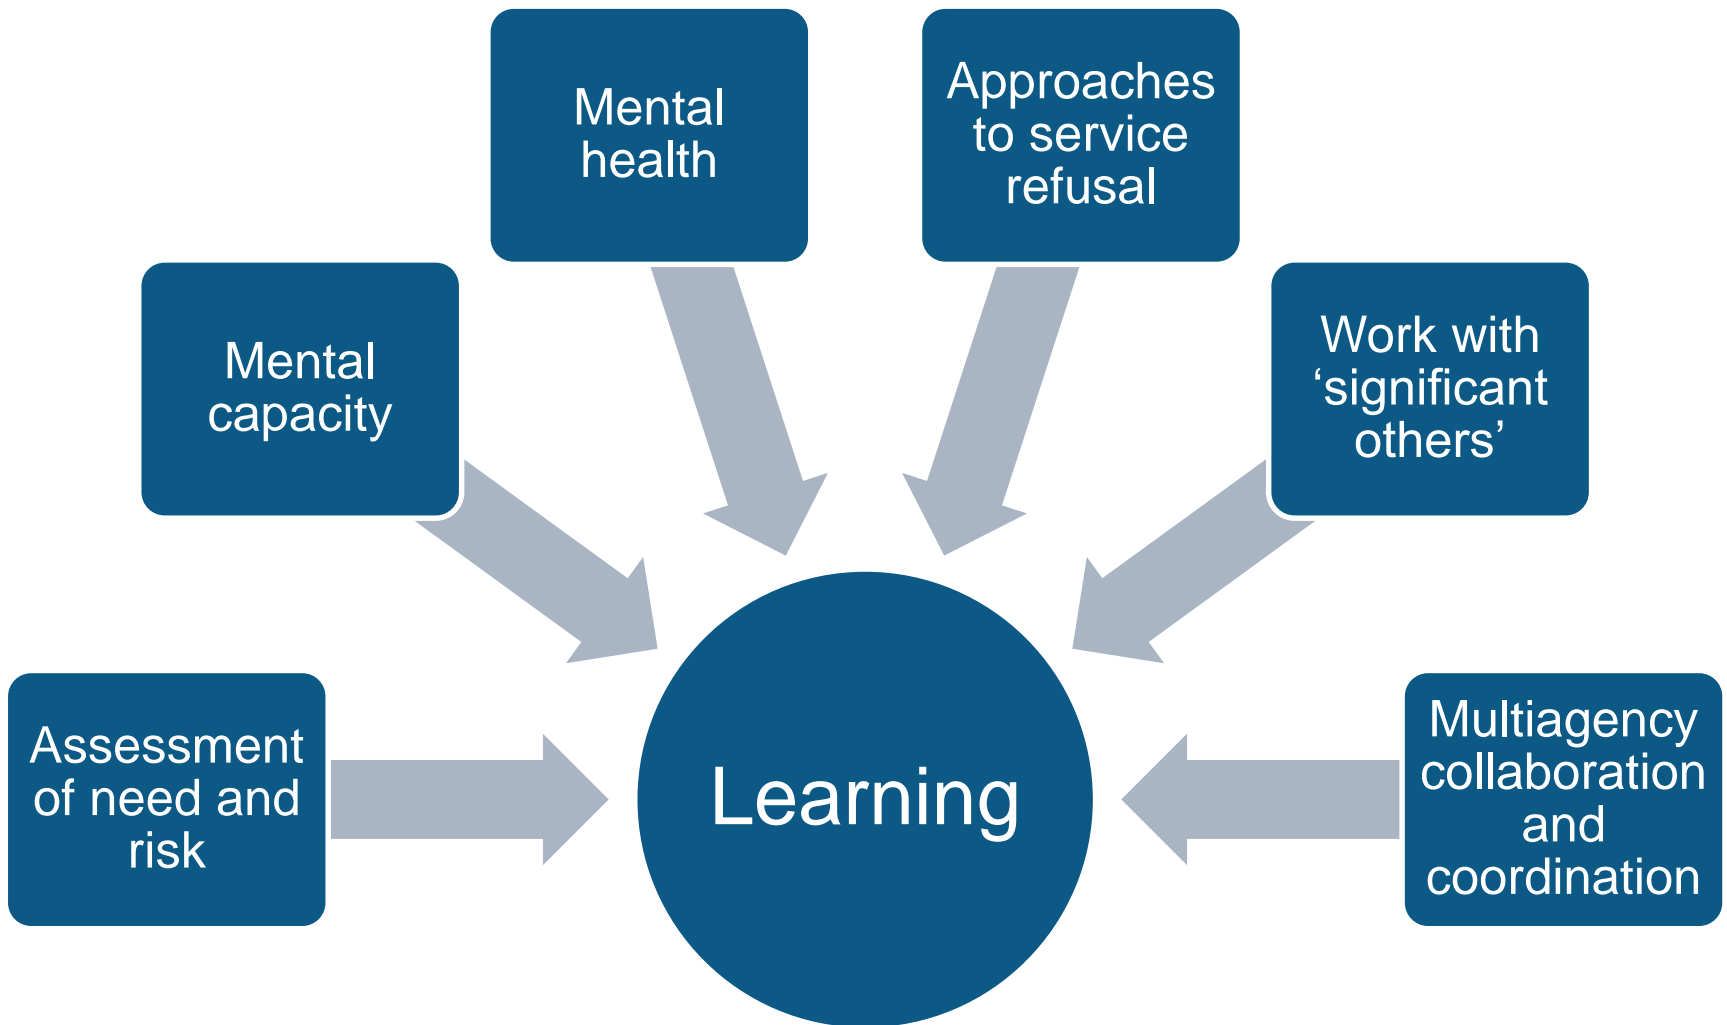 Mental
health
Approaches
to service
refusal
Mental
capacity
Work with
‘significant
others’
Assessment
of need and
risk
Learning
Multiagency
collaboration
and
coordination